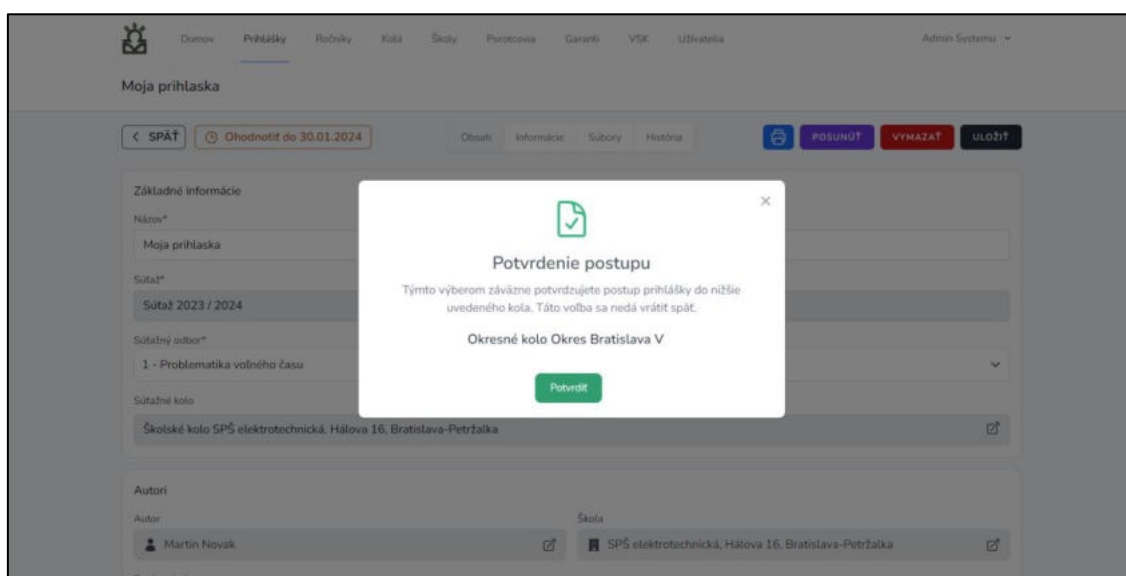 Domov Prihlášky Ročníky Kolá Školy Porotcovia Garanti VSK Užívatelia Admin Systemu
Moja prihlaska
SPÄŤ Ohodnotiť do 30.01.2024 Obsah Informácie Súbory História POSUNÚŤ VYMAZAŤ ULOŽIŤ
Základné informácie
Názov*
Moja prihlaska
Súťaž*
Súťaž 2023 / 2024
Súťažný odbor*
1 - Problematika voľného času
Súťažné kolo
Školské kolo SPŠ elektrotechnická, Hálova 16, Bratislava-Petržalka
Potvrdenie postupu
Týmto výberom záväzne potvrdzujete postup prihlášky do nižšie
uvedeného kola. Táto voľba sa nedá vrátiť späť.
Okresné kolo Okres Bratislava V
Potvrdiť
Autori
Autor Škola
Martin Novak SPŠ elektrotechnická, Hálova 16, Bratislava-Petržalka